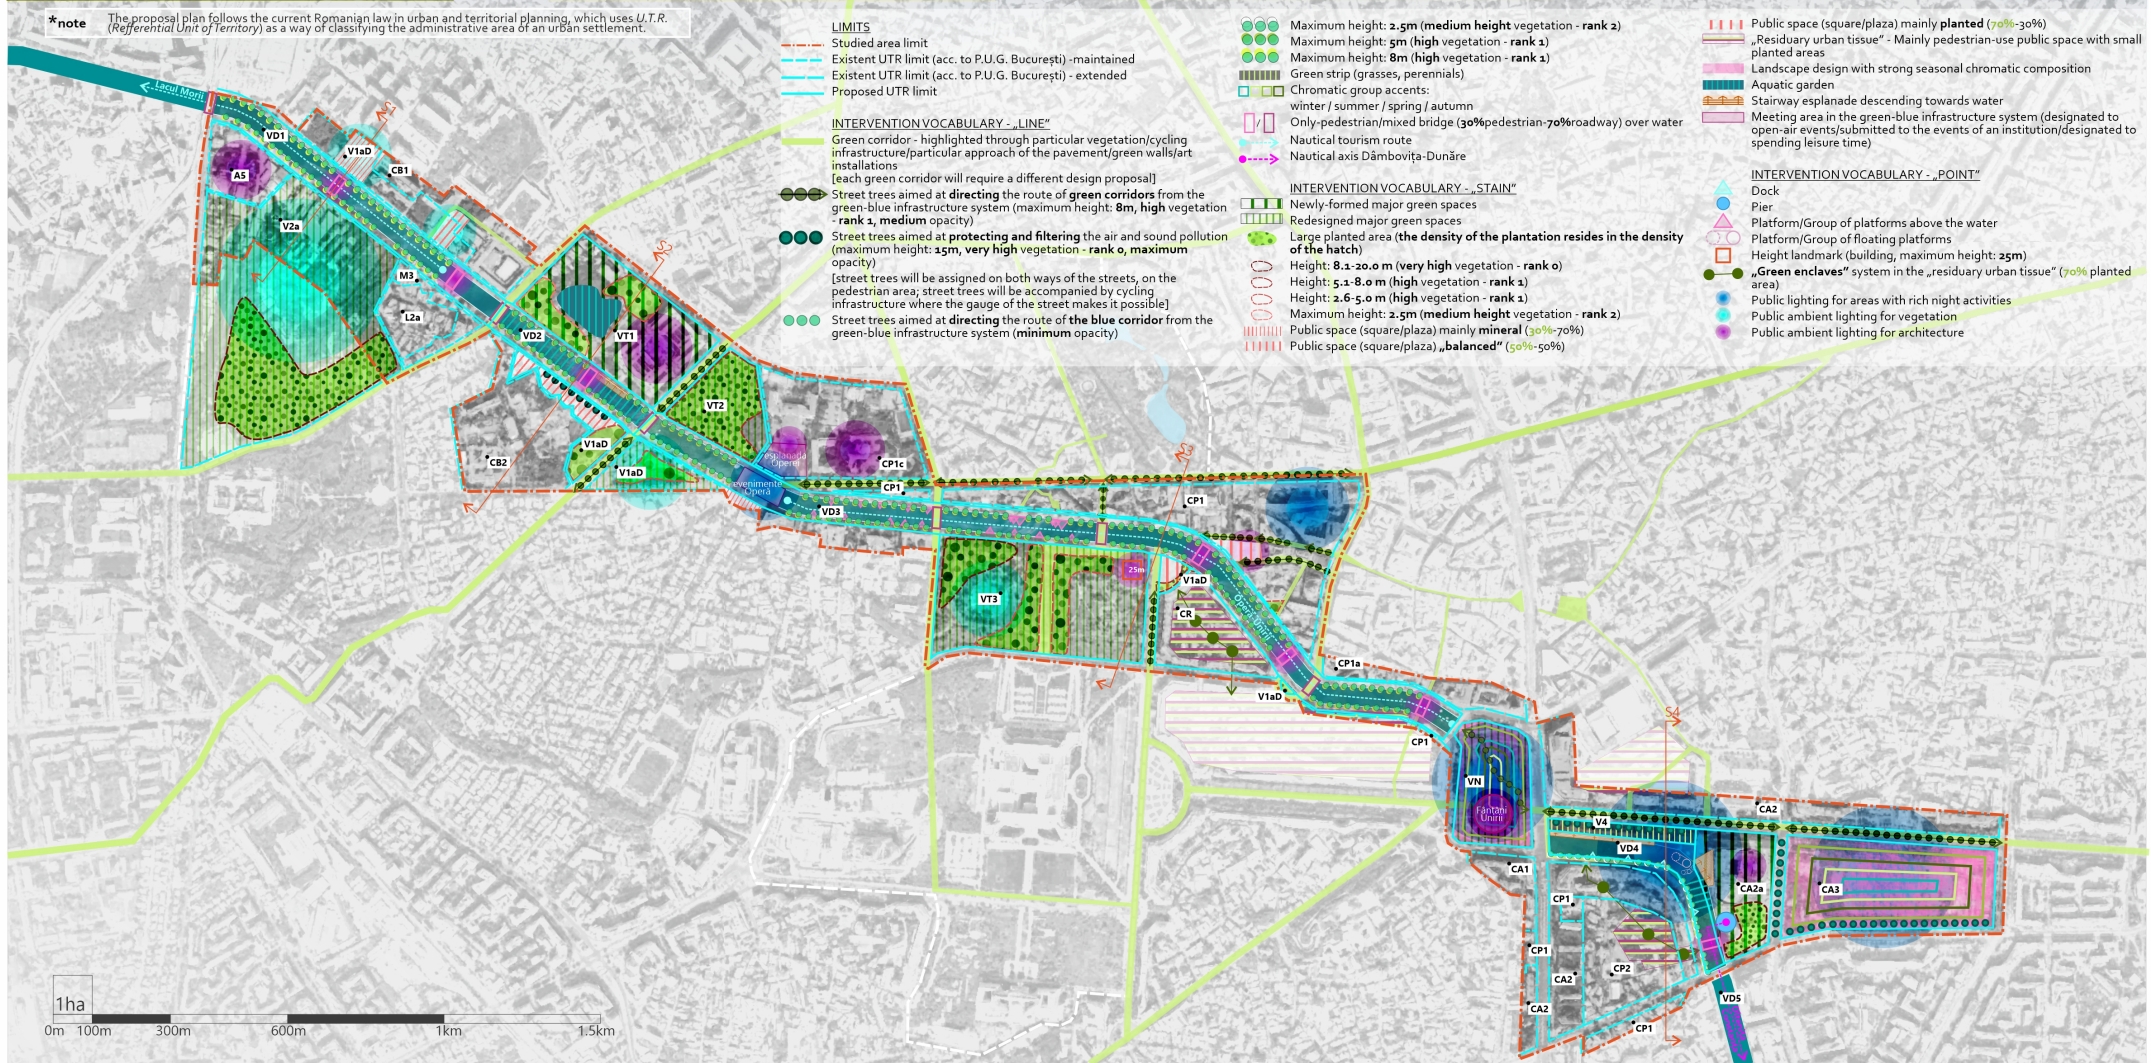 *note
The proposal plan follows the current Romanian law in urban and territorial planning, which uses U.T.R.
(Refferential Unit of Territory) as a way of classifying the administrative area of an urban settlement.
LIMITS
Studied area limit
Existent UTR limit (acc. to P.U.G. București) -maintained
Existent UTR limit (acc. to P.U.G. București) - extended
Proposed UTR limit
INTERVENTION VOCABULARY - „LINE”
Green corridor - highlighted through particular vegetation/cycling
infrastructure/particular approach of the pavement/green walls/art
installations
[each green corridor will require a different design proposal]
Street trees aimed at directing the route of green corridors from the
green-blue infrastructure system (maximum height: 8m, high vegetation
- rank 1, medium opacity)
Street trees aimed at protecting and filtering the air and sound pollution
(maximum height: 15m, very high vegetation - rank 0, maximum
opacity)
[street trees will be assigned on both ways of the streets, on the
pedestrian area; street trees will be accompanied by cycling
infrastructure where the gauge of the street makes it possible]
Street trees aimed at directing the route of the blue corridor from the
green-blue infrastructure system (minimum opacity)
Maximum height: 2.5m (medium height vegetation - rank 2)
Maximum height: 5m (high vegetation - rank 1)
Maximum height: 8m (high vegetation - rank 1)
Green strip (grasses, perennials)
Chromatic group accents:
winter / summer / spring / autumn
Only-pedestrian/mixed bridge (30%pedestrian-70%roadway) over water
Nautical tourism route
Nautical axis Dâmbovița-Dunăre
INTERVENTION VOCABULARY - „STAIN”
Newly-formed major green spaces
Redesigned major green spaces
Large planted area (the density of the plantation resides in the density
of the hatch)
Height: 8.1-20.0 m (very high vegetation - rank 0)
Height: 5.1-8.0 m (high vegetation - rank 1)
Height: 2.6-5.0 m (high vegetation - rank 1)
Maximum height: 2.5m (medium height vegetation - rank 2)
Public space (square/plaza) mainly mineral (30%-70%)
Public space (square/plaza) „balanced” (50%-50%)
Public space (square/plaza) mainly planted (70%-30%)
„Residuary urban tissue” - Mainly pedestrian-use public space with small
planted areas
Landscape design with strong seasonal chromatic composition
Aquatic garden
Stairway esplanade descending towards water
Meeting area in the green-blue infrastructure system (designated to
open-air events/submitted to the events of an institution/designated to
spending leisure time)
INTERVENTION VOCABULARY - „POINT”
Dock
Pier
Platform/Group of platforms above the water
Platform/Group of floating platforms
Height landmark (building, maximum height: 25m)
„Green enclaves” system in the „residuary urban tissue” (70% planted
area)
Public lighting for areas with rich night activities
Public ambient lighting for vegetation
Public ambient lighting for architecture
Lacul Morii
S1
VD1
V1aD
CB1
A5
V2a
S2
M3
L2a
VD2
VT1
VT2
V1aD
CB2
V1aD
esplanada
Operei
CP1c
evenimente
Operă
CP1
VD3
S3
CP1
25m
V1aD
VT3
CR
Operă-Unirii
CP1a
V1aD
CP1
S4
VN
Fântâni
Unirii
CA2
V4
VD4
CA1
CA2a
CA3
CP1
CP1
CA2
CP2
CA2
VD5
CP1
1ha
0m 100m 300m 600m 1km 1.5km